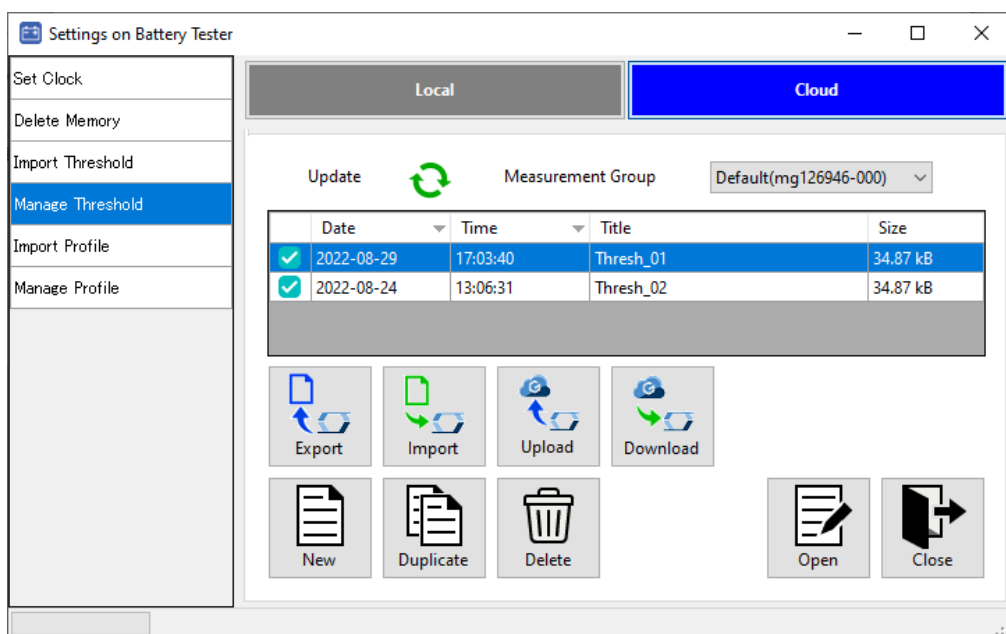 Settings on Battery Tester
Set Clock
Delete Memory
Import Threshold
Manage Threshold
Import Profile
Manage Profile
Local Cloud
Update Measurement Group Default(mg126946-000)
Date Time Title Size
2022-08-29 17:03:40 Thresh_01 34.87 kB
2022-08-24 13:06:31 Thresh_02 34.87 kB
Export Import Upload Download
New Duplicate Delete Open Close